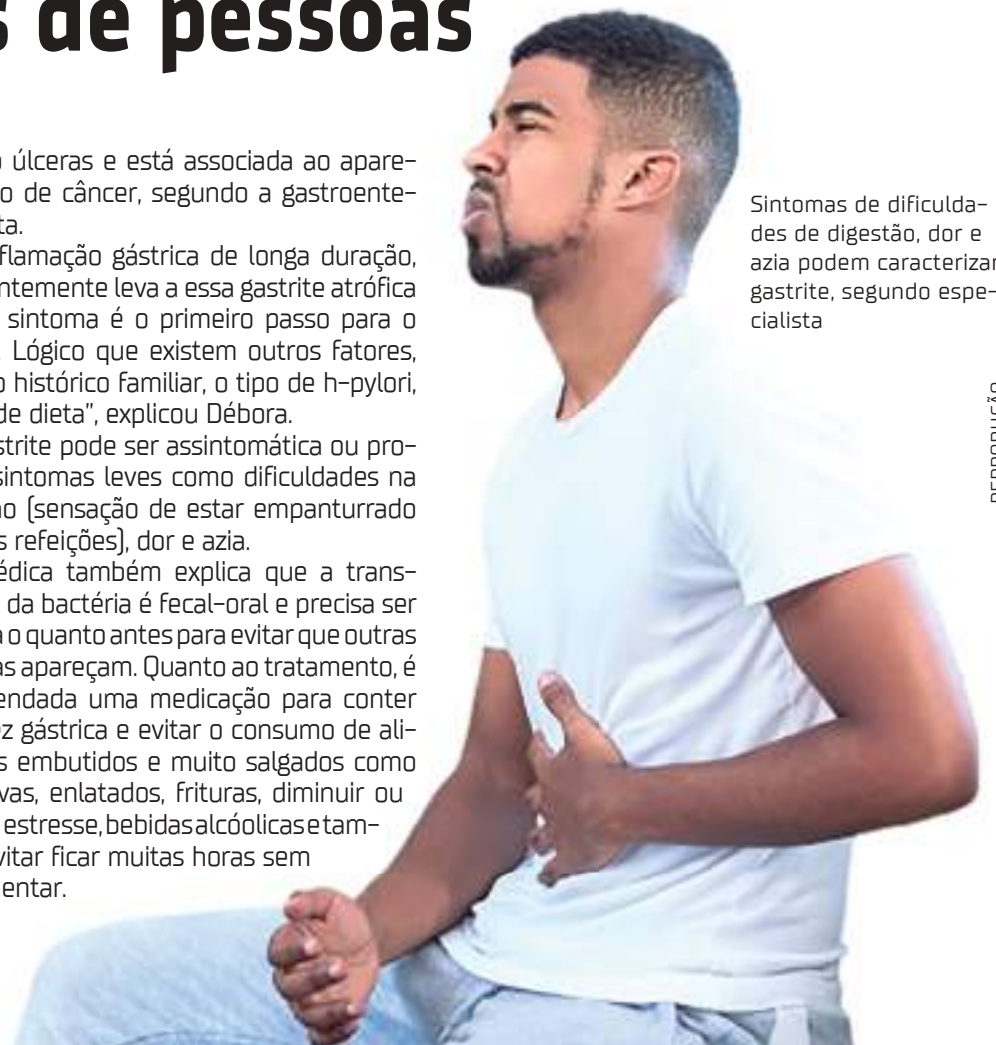 s de pessoas
o úlceras e está associada ao apare-
o de câncer, segundo a gastroente-
ta.
flamação gástrica de longa duração,
ntemente leva a essa gastrite atrófica
sintoma é o primeiro passo para o
. Lógico que existem outros fatores,
o histórico familiar, o tipo de h-pylori,
de dieta”, explicou Débora.
strite pode ser assintomática ou pro-
sintomas leves como dificuldades na
ão (sensação de estar empanturrado
s refeições), dor e azia.
édica também explica que a trans-
da bactéria é fecal-oral e precisa ser
a o quanto antes para evitar que outras
as apareçam. Quanto ao tratamento, é
endada uma medicação para conter
ez gástrica e evitar o consumo de ali-
s embutidos e muito salgados como
vas, enlatados, frituras, diminuir ou
estresse, bebidas alcóolicas e tam-
vitar ficar muitas horas sem
entar.
Sintomas de dificulda-
des de digestão, dor e
azia podem caracterizar
gastrite, segundo espe-
cialista